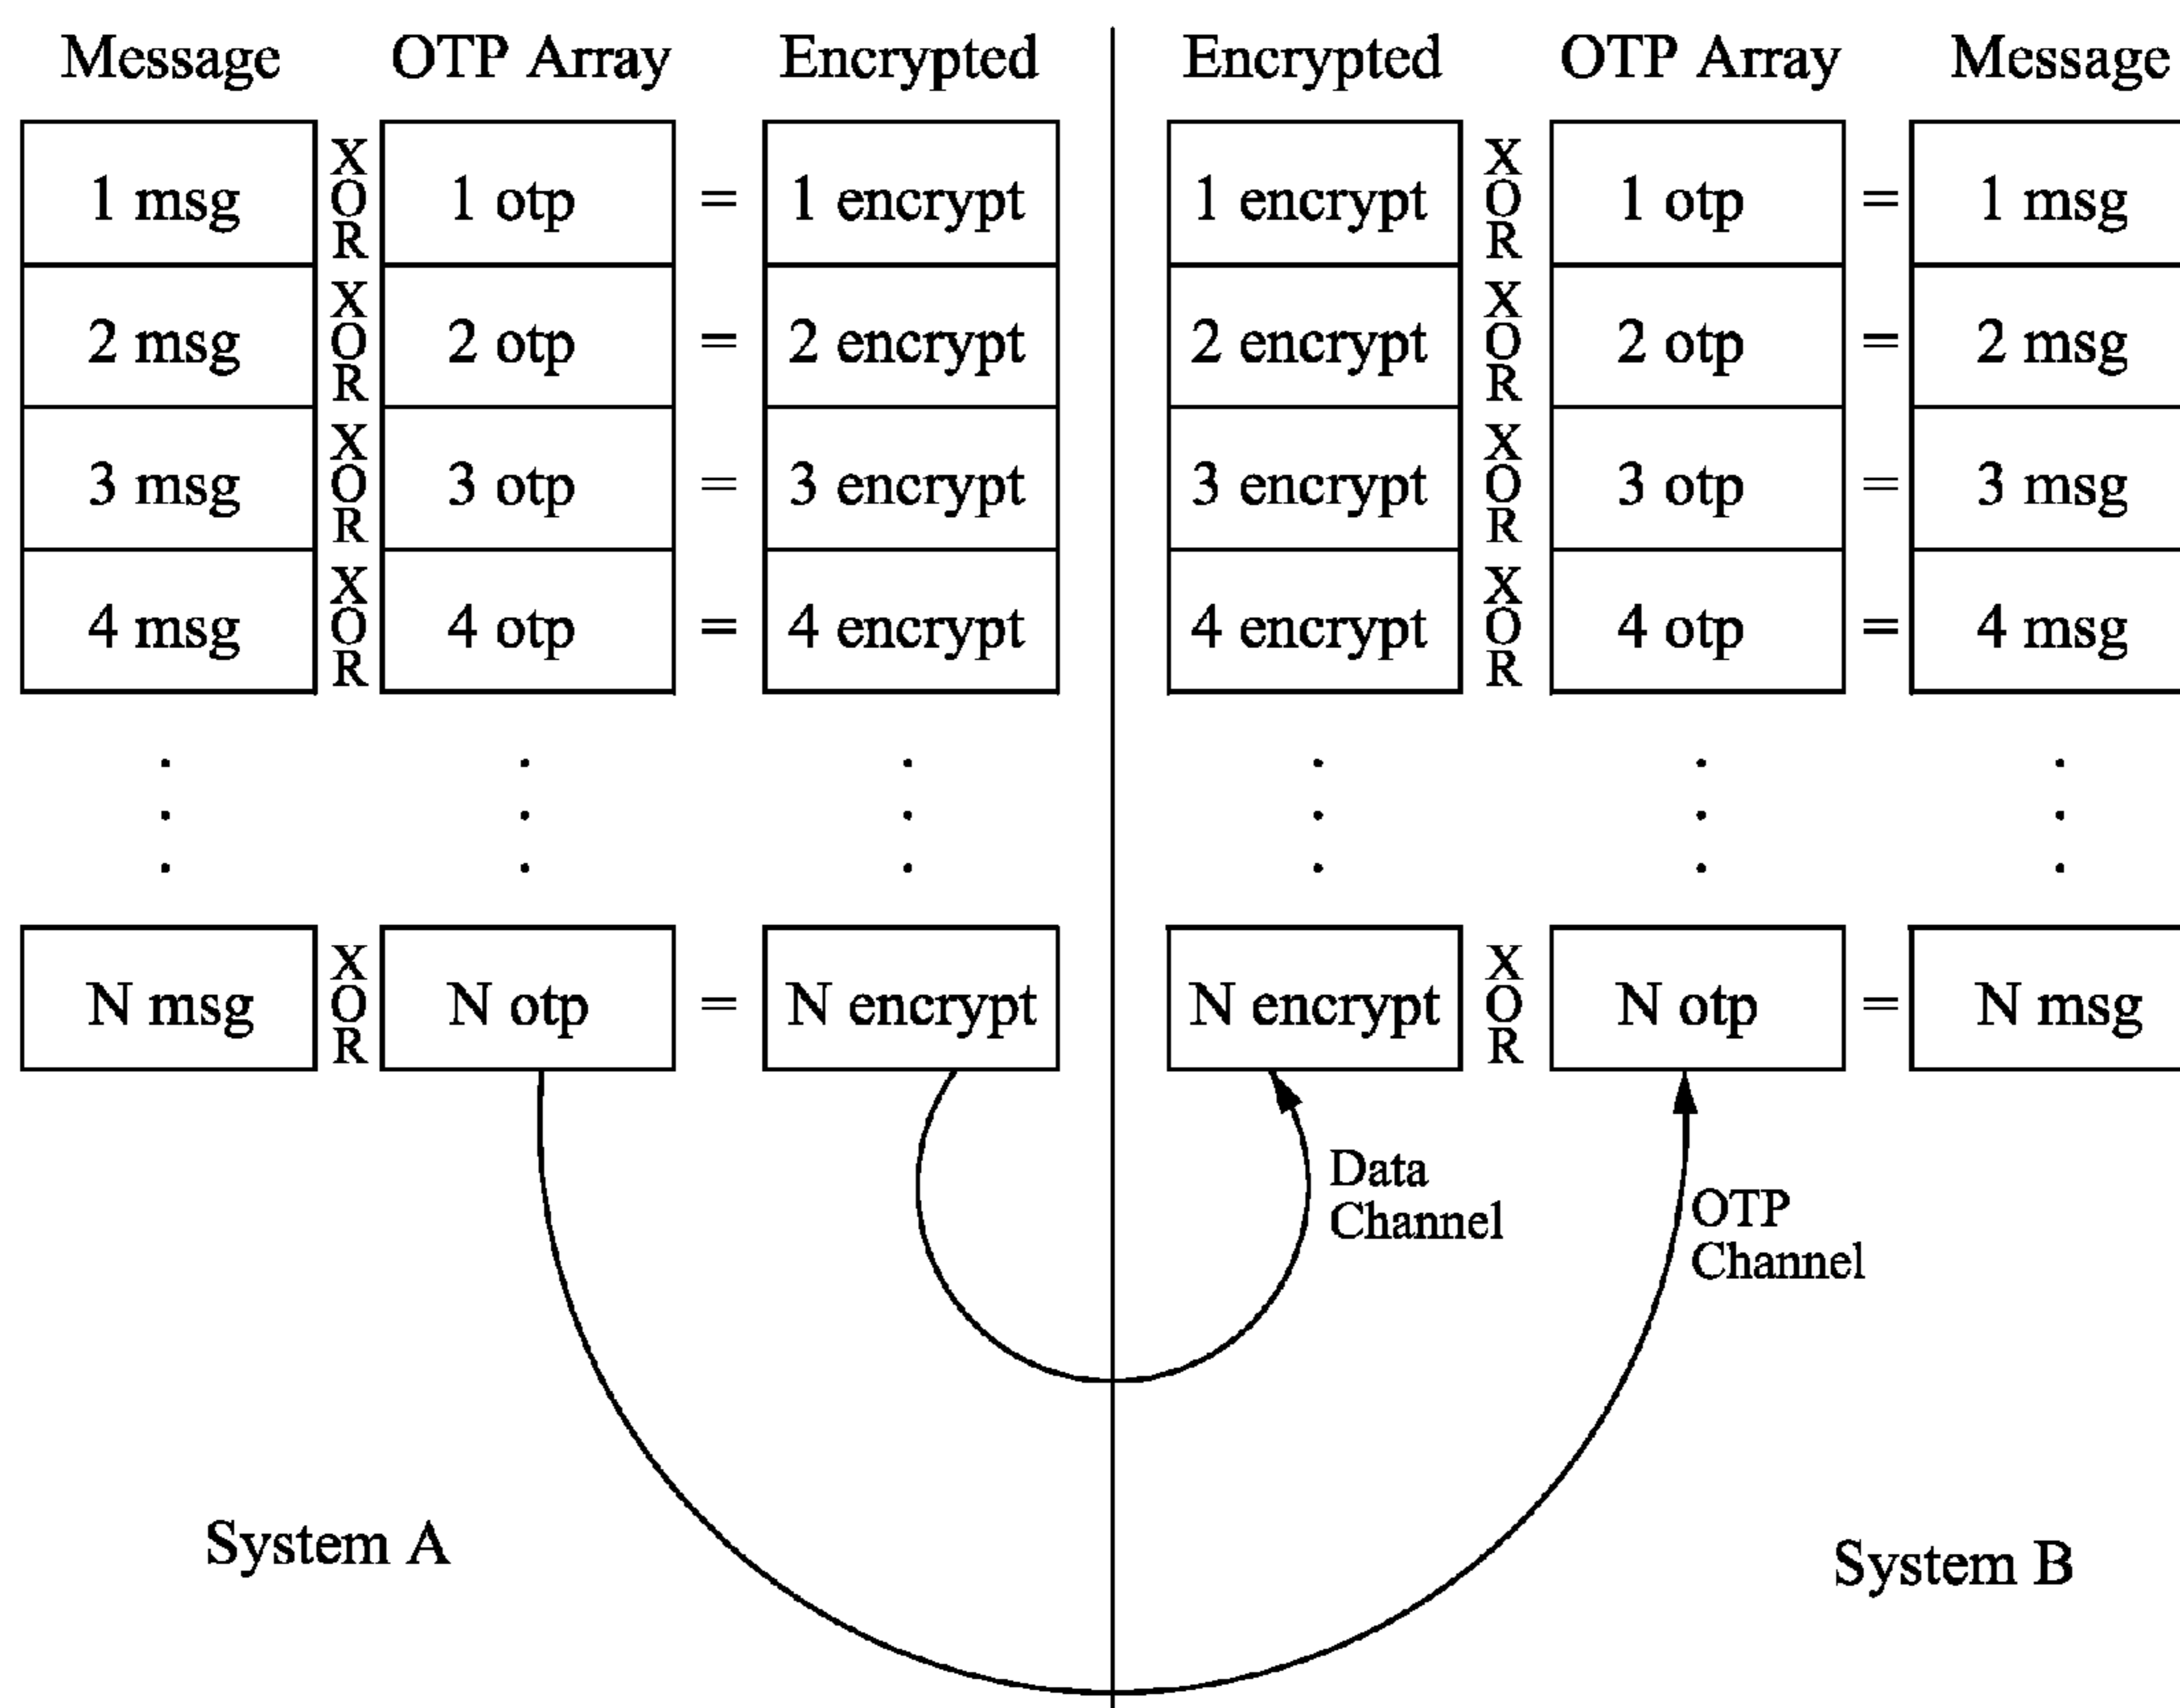 Message OTP Array Encrypted Encrypted OTP Array Message
1 msg XOR 1 otp = 1 encrypt 1 encrypt XOR 1 otp = 1 msg
2 msg XOR 2 otp = 2 encrypt 2 encrypt XOR 2 otp = 2 msg
3 msg XOR 3 otp = 3 encrypt 3 encrypt XOR 3 otp = 3 msg
4 msg XOR 4 otp = 4 encrypt 4 encrypt XOR 4 otp = 4 msg
N msg XOR N otp = N encrypt N encrypt XOR N otp = N msg
Data
Channel
OTP
Channel
System A
System B